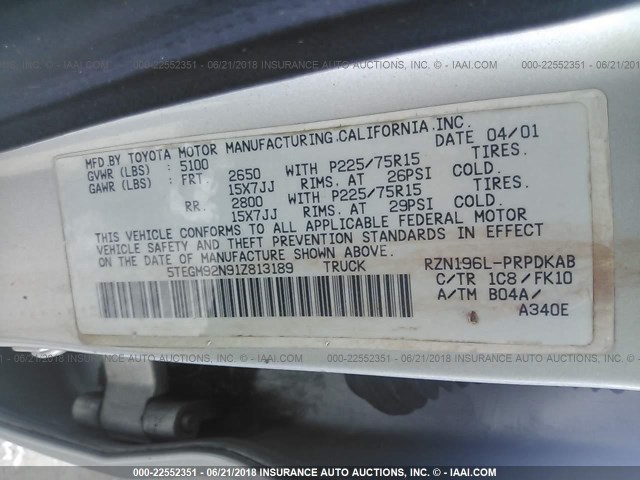 000-22552351 - 06/21/2018 INSURANCE AUTO AUCTIONS, INC. - IAAI.COM
MFD.BY TOYOTA MOTOR MANUFACTURING.CALIFORNIA.INC.
DATE 04/01
GVWR (LBS) : 5100
GAWR (LBS) : FRT. 2650 WITH P225/75R15 TIRES.
15X7JJ RIMS. AT 26PSI COLD.
RR. 2800 WITH P225/75R15 TIRES.
15X7JJ RIMS. AT 29PSI COLD.
THIS VEHICLE CONFORMS TO ALL APPLICABLE FEDERAL MOTOR
VEHICLE SAFETY AND THEFT PREVENTION STANDARDS IN EFFECT
ON THE DATE OF MANUFACTURE SHOWN ABOVE.
5TEGM92N91Z813189 TRUCK
RZN196L-PRPDKAB
C/TR 1C8/FK10
A/TM B04A/
A340E
000-22552351 - 06/21/2018 INSURANCE AUTO AUCTIONS, INC. - IAAI.COM
000-22552351 - 06/21/2018 INSURANCE AUTO AUCTIONS, INC. - IAAI.COM